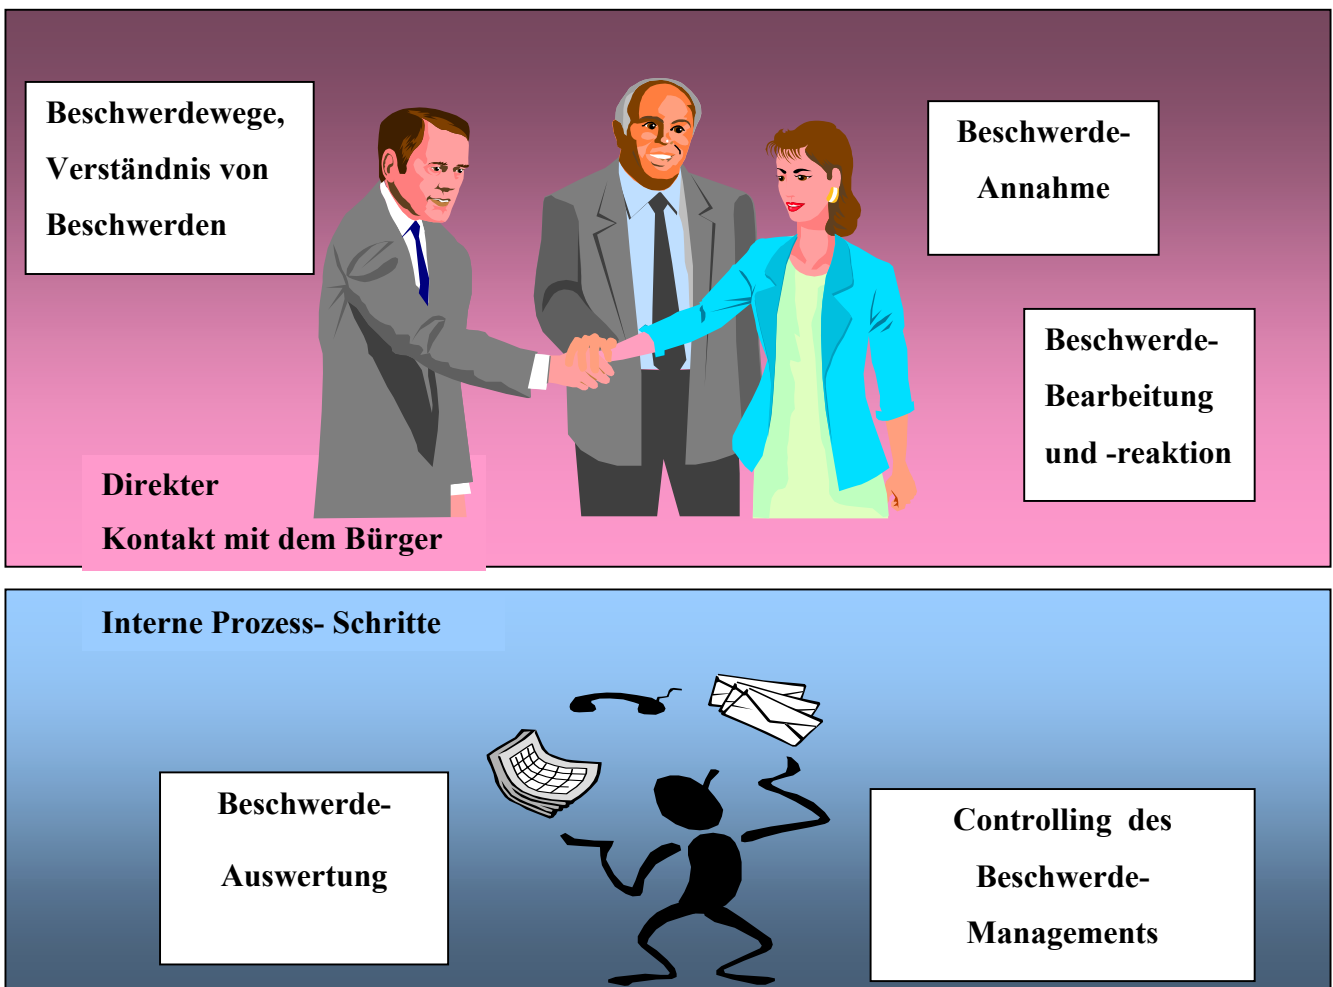 Beschwerdewege,
Verständnis von
Beschwerden
Beschwerde-
Annahme
Beschwerde-
Bearbeitung
und -reaktion
Direkter
Kontakt mit dem Bürger
Interne Prozess- Schritte
Beschwerde-
Auswertung
Controlling des
Beschwerde-
Managements